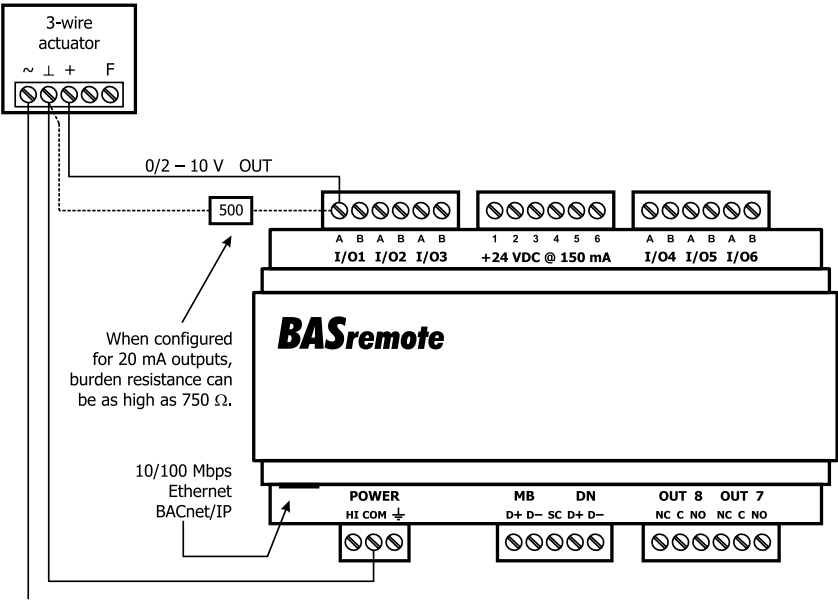 3-wire
actuator
~ ⊥ + F
0/2 – 10 V OUT
500
A B A B A B
I/O1 I/O2 I/O3
1 2 3 4 5 6
+24 VDC @ 150 mA
A B A B A B
I/O4 I/O5 I/O6
BASremote
When configured
for 20 mA outputs,
burden resistance can
be as high as 750 Ω.
10/100 Mbps
Ethernet
BACnet/IP
POWER
HI COM ⏚
MB DN
D+ D– SC D+ D–
OUT 8 OUT 7
NC C NO NC C NO